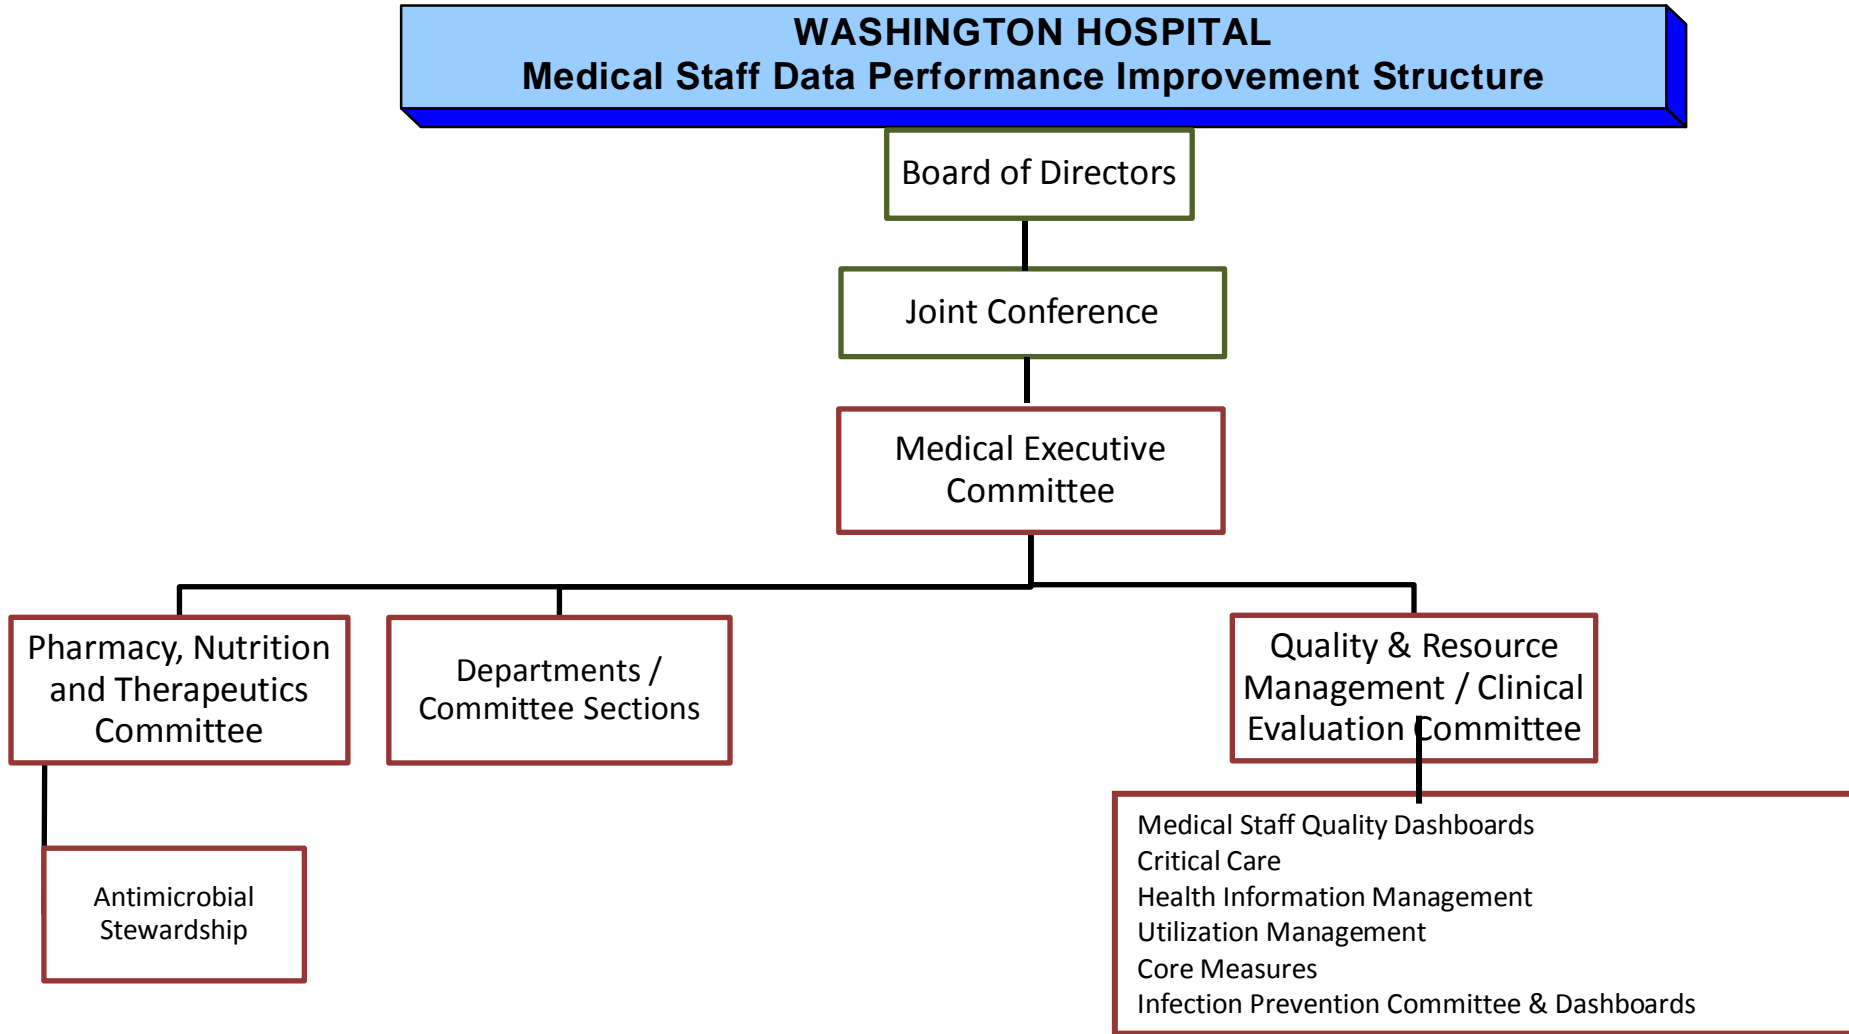 WASHINGTON HOSPITAL
Medical Staff Data Performance Improvement Structure
Board of Directors
Joint Conference
Medical Executive
Committee
Pharmacy, Nutrition
and Therapeutics
Committee
Departments /
Committee Sections
Quality & Resource
Management / Clinical
Evaluation Committee
Antimicrobial
Stewardship
Medical Staff Quality Dashboards
Critical Care
Health Information Management
Utilization Management
Core Measures
Infection Prevention Committee & Dashboards